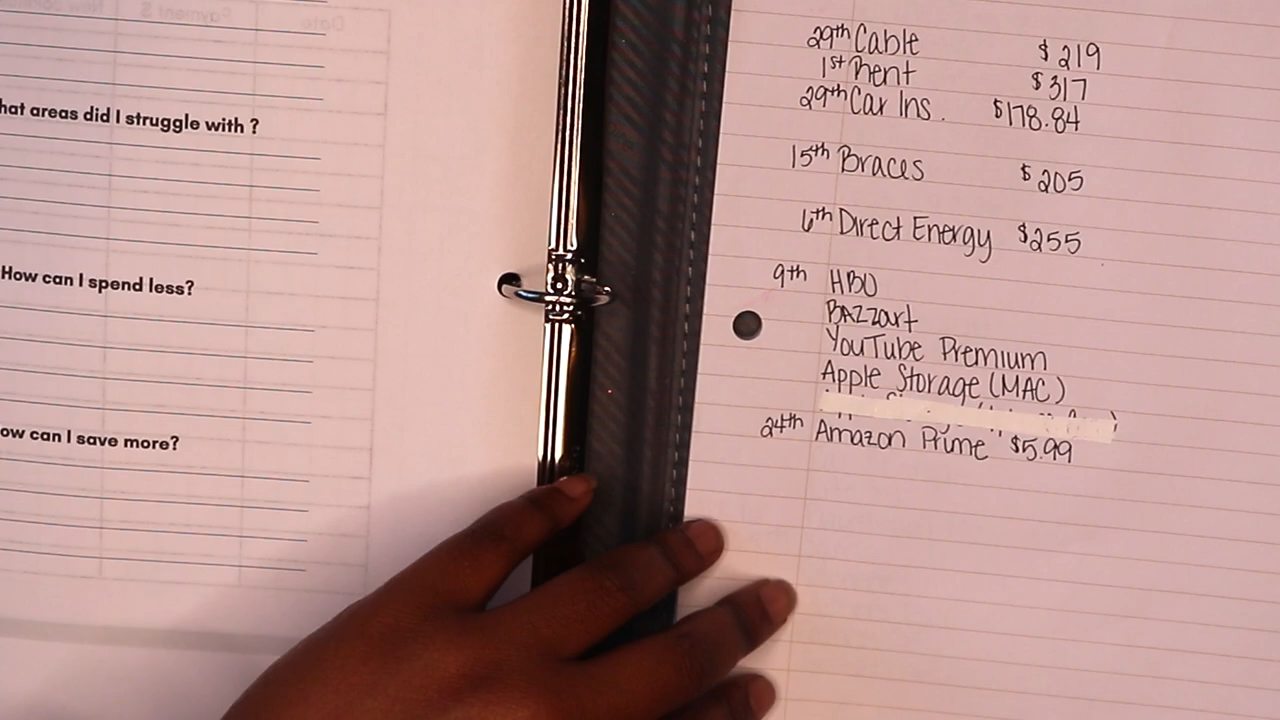 hat areas did I struggle with ?
How can I spend less?
ow can I save more?
29th Cable $219
1st Rent $317
29th Car Ins. $178.84
15th Braces $205
6th Direct Energy $255
9th HBO
BAZZart
YouTube Premium
Apple Storage (MAC)
24th Amazon Prime $5.99